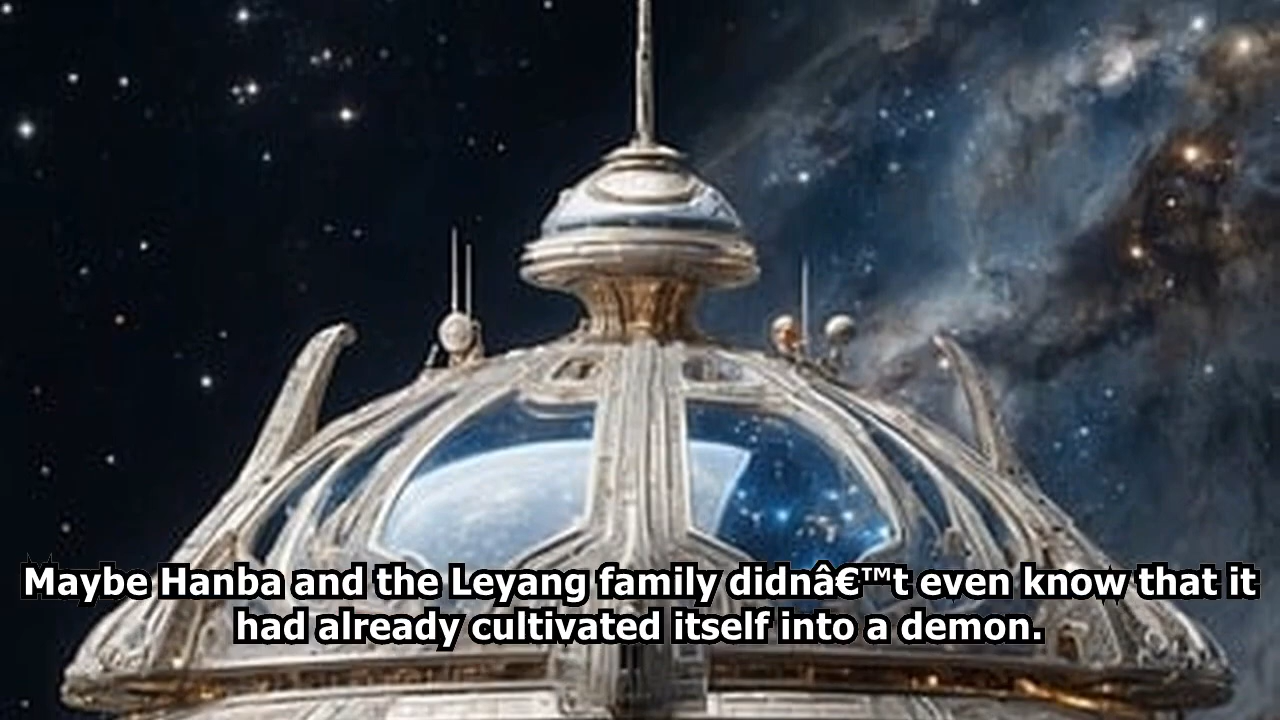 Maybe Hanba and the Leyang family didnâ€™t even know that it
had already cultivated itself into a demon.